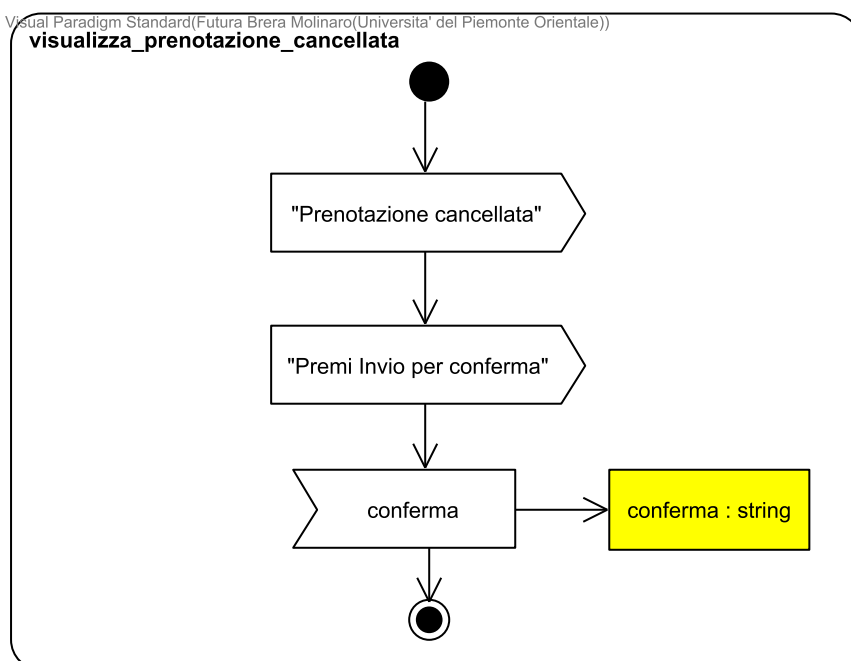 Visual Paradigm Standard(Futura Brera Molinaro(Universita' del Piemonte Orientale))
visualizza_prenotazione_cancellata
"Prenotazione cancellata"
"Premi Invio per conferma"
conferma
conferma : string